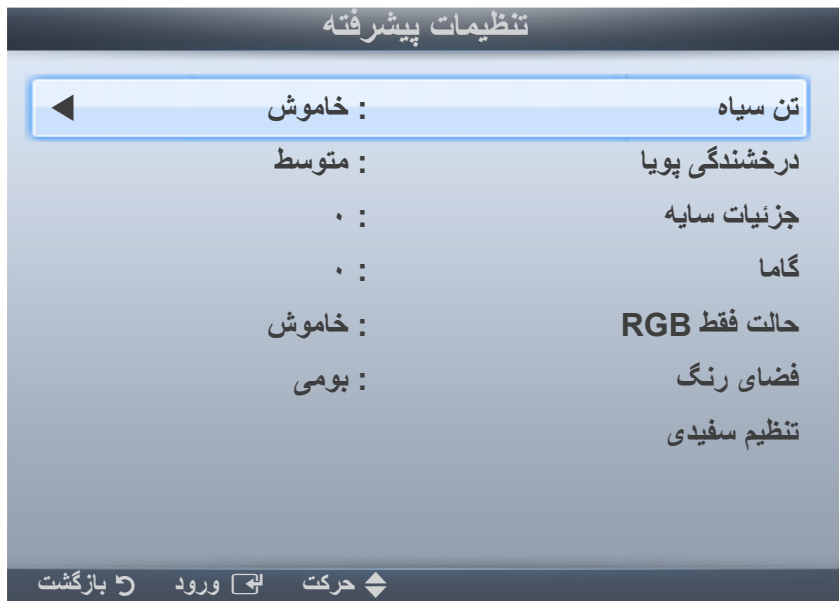 تنظیمات پیشرفته
تن سیاه : خاموش
درخشندگی پویا : متوسط
جزئیات سایه : ۰
گاما : ۰
حالت فقط RGB : خاموش
فضای رنگ : بومی
تنظیم سفیدی
حرکت ورود بازگشت